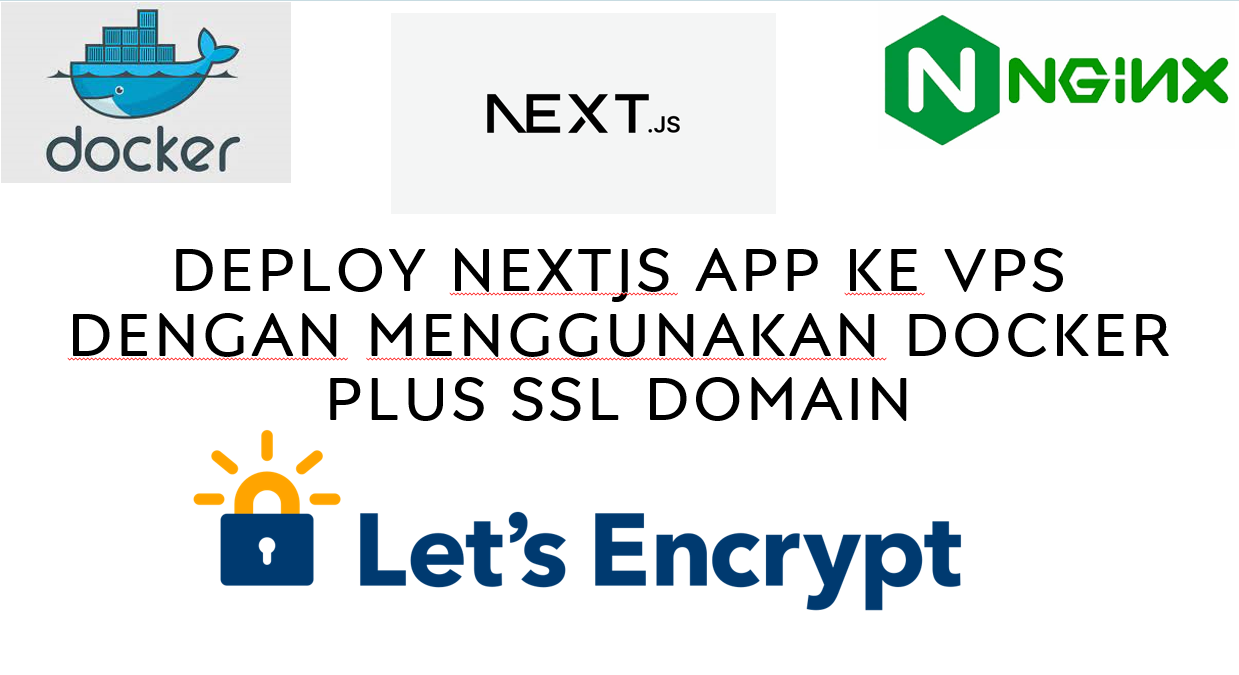 docker
NEXT.JS
NGINX
DEPLOY NEXTJS APP KE VPS
DENGAN MENGGUNAKAN DOCKER
PLUS SSL DOMAIN
Let's Encrypt